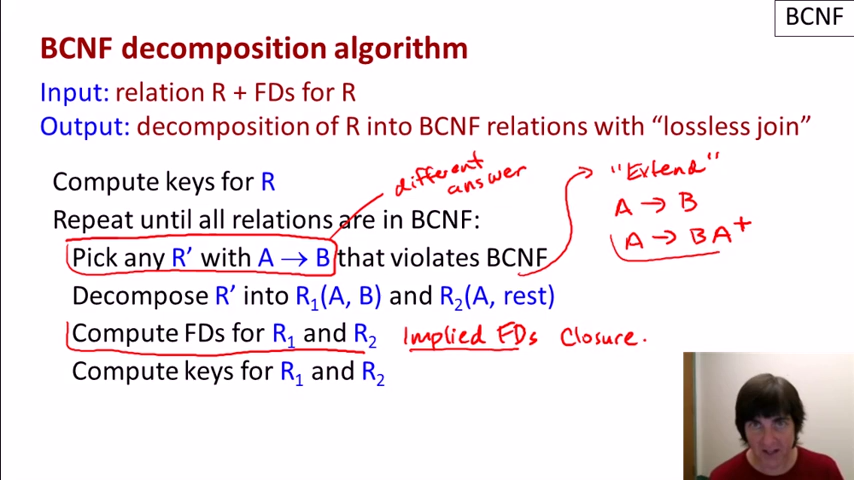 BCNF
BCNF decomposition algorithm
Input: relation R + FDs for R
Output: decomposition of R into BCNF relations with “lossless join”
different
answer
"Extend"
A → B
A → BA+
Compute keys for R
Repeat until all relations are in BCNF:
Pick any R’ with A → B that violates BCNF
Decompose R’ into R1(A, B) and R2(A, rest)
Compute FDs for R1 and R2 Implied FDs Closure.
Compute keys for R1 and R2